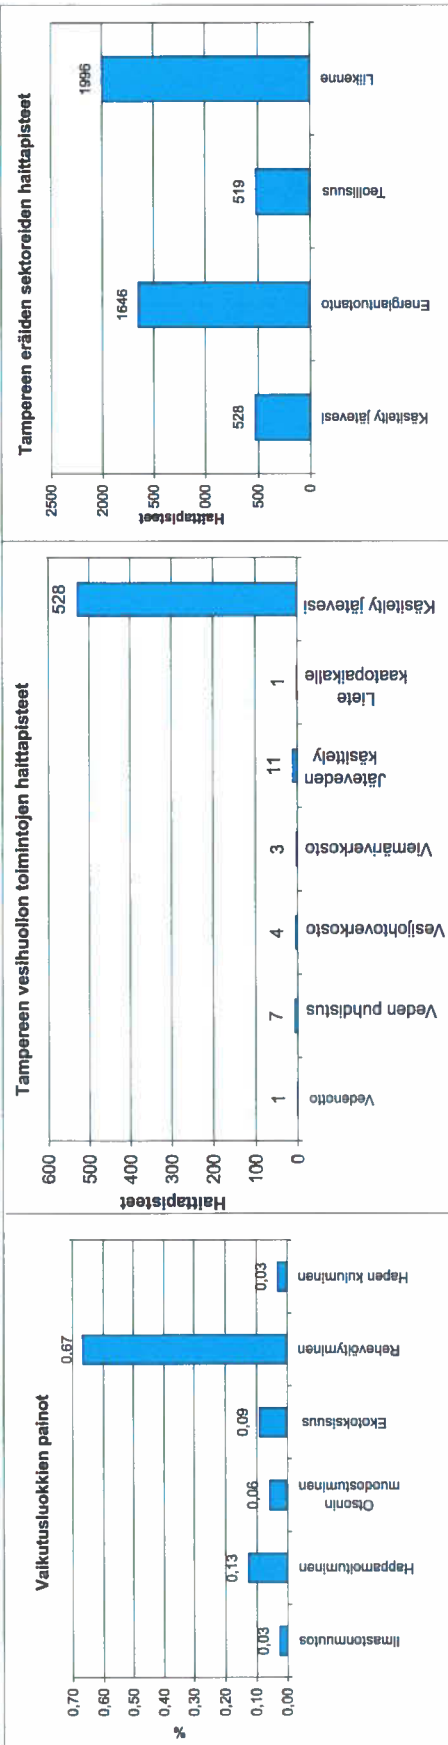 Vaikutusluokkien painot
%
0,70
0,60
0,50
0,40
0,30
0,20
0,10
0,00
0,03
0,13
0,06
0,09
0,67
0,03
Ilmastonmuutos
Happamoituminen
Otsonin
muodostuminen
Ekotoksisuus
Rehevöityminen
Hapen kuluminen
Tampereen vesihuollon toimintojen haittapisteet
Haittapisteet
600
500
400
300
200
100
0
1
7
4
3
11
1
528
Vedenotto
Veden puhdistus
Vesijohtoverkosto
Viemäriverkosto
Jäteveden
käsittely
Liete
kaatopaikalle
Käsitelty jätevesi
Tampereen eräiden sektoreiden haittapisteet
Haittapisteet
2500
2000
1500
000
500
0
528
1646
519
1996
Käsitelty jätevesi
Energiantuotanto
Teollisuus
Liikenne